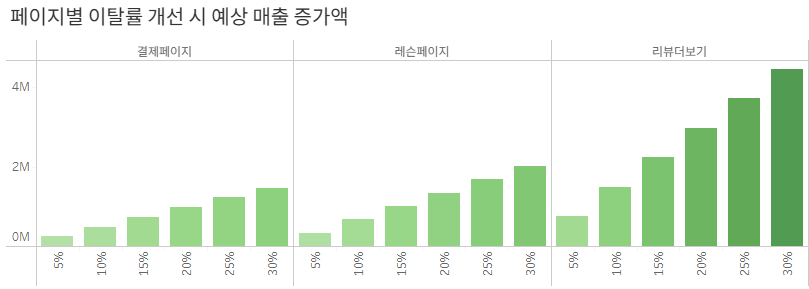 페이지별 이탈률 개선 시 예상 매출 증가액
결제페이지 레슨페이지 리뷰더보기
4M
2M
0M
5% 10% 15% 20% 25% 30% 5% 10% 15% 20% 25% 30% 5% 10% 15% 20% 25% 30%